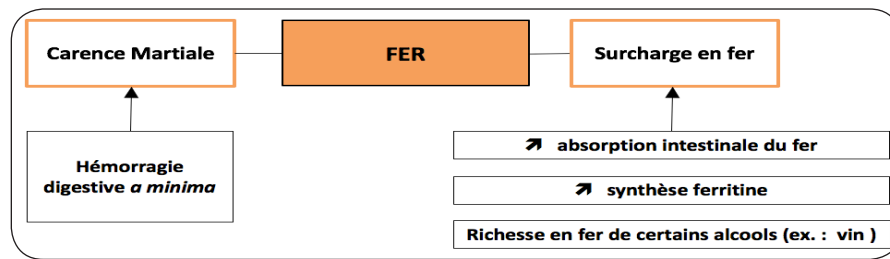 Carence Martiale
FER
Surcharge en fer
Hémorragie
digestive a minima
↗ absorption intestinale du fer
↗ synthèse ferritine
Richesse en fer de certains alcools (ex. : vin )